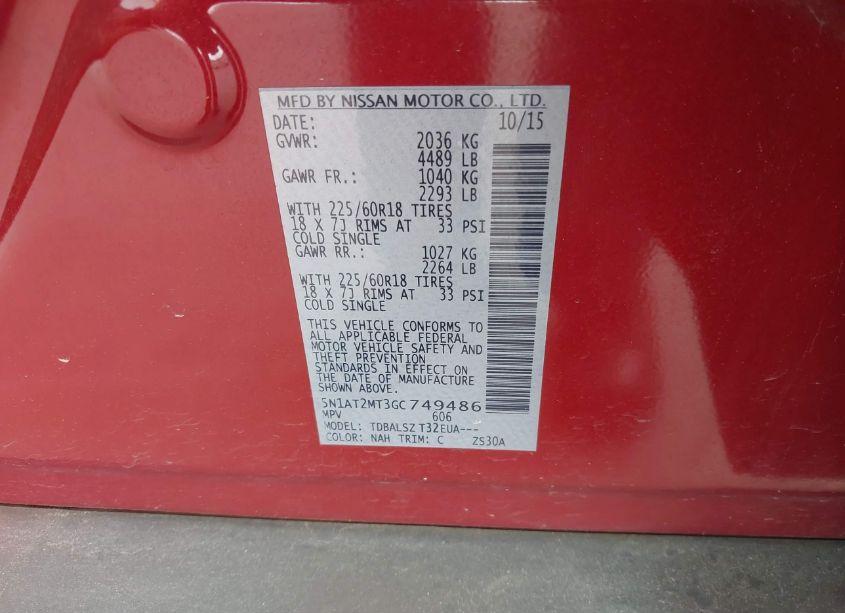 MFD BY NISSAN MOTOR CO., LTD.
DATE: 10/15
GVWR: 2036 KG
4489 LB
GAWR FR.: 1040 KG
2293 LB
WITH 225/60R18 TIRES
18 X 7J RIMS AT 33 PSI
COLD SINGLE
GAWR RR.: 1027 KG
2264 LB
WITH 225/60R18 TIRES
18 X 7J RIMS AT 33 PSI
COLD SINGLE
THIS VEHICLE CONFORMS TO
ALL APPLICABLE FEDERAL
MOTOR VEHICLE SAFETY AND
THEFT PREVENTION
STANDARDS IN EFFECT ON
THE DATE OF MANUFACTURE
SHOWN ABOVE.
5N1AT2MT3GC749486
MPV 606
MODEL: TDBALSZ T32EUA---
COLOR: NAH TRIM: C ZS30A